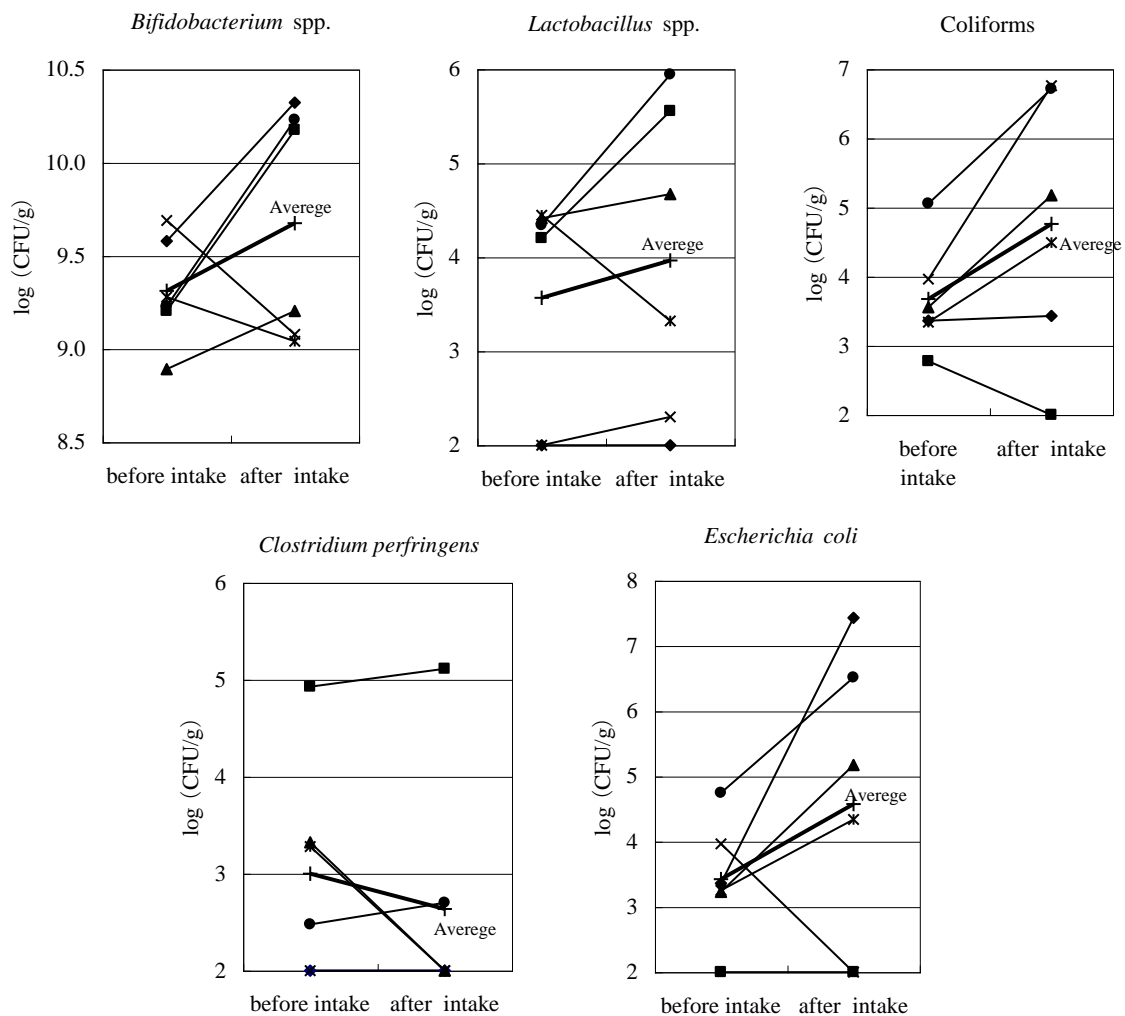 Bifidobacterium spp.
10.5
10.0
9.5
9.0
8.5
log (CFU/g)
Averege
before intake after intake
Lactobacillus spp.
6
5
4
3
2
log (CFU/g)
Averege
before intake after intake
Coliforms
7
6
5
4
3
2
log (CFU/g)
Averege
before
intake
after intake
Clostridium perfringens
6
5
4
3
2
log (CFU/g)
Averege
before intake after intake
Escherichia coli
8
7
6
5
4
3
2
log (CFU/g)
Averege
before intake after intake